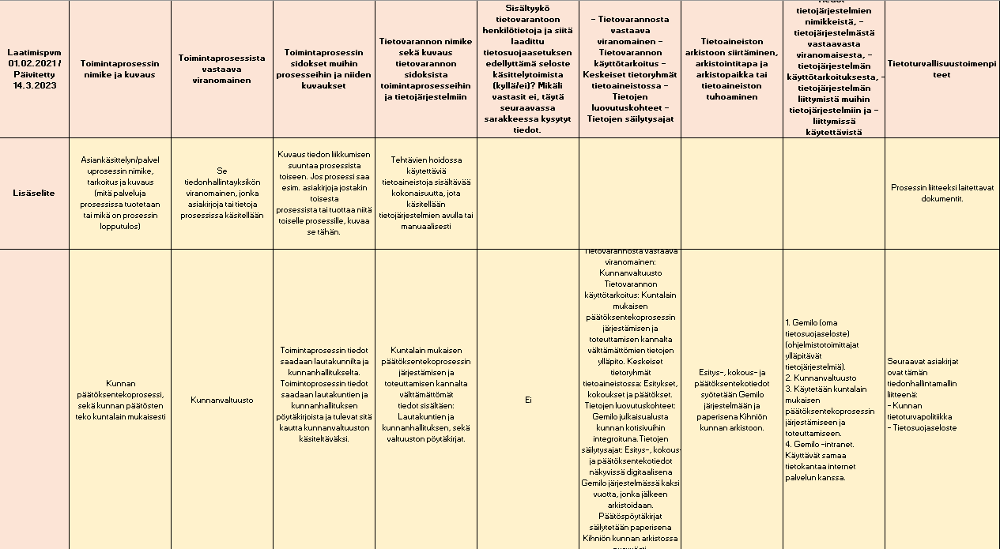 Laatimispvm
01.02.2021 /
Päivitetty
14.3.2023
Toimintaprosessin
nimike ja kuvaus
Toimintaprosessista
vastaava
viranomainen
Toimintaprosessin
sidokset muihin
prosesseihin ja niiden
kuvaukset
Tietovarannon nimike
sekä kuvaus
tietovarannon
sidoksista
toimintaprosesseihin
ja tietojärjestelmiin
Sisältyykö
tietovarantoon
henkilötietoja ja siitä
laadittu
tietosuojaasetuksen
edellyttämä seloste
käsittelytoimista
(kyllä/ei)? Mikäli
vastasit ei, täytä
seuraavassa
sarakkeessa kysytyt
tiedot.
- Tietovarannosta
vastaava
viranomainen -
Tietovarannon
käyttötarkoitus -
Keskeiset tietoryhmät
tietoaineistossa -
Tietojen
luovutuskohteet -
Tietojen säilytysajat
Tietoaineiston
arkistoon siirtäminen,
arkistointitapa ja
arkistopaikka tai
tietoaineiston
tuhoaminen
Tiedot
tietojärjestelmien
nimikkeistä, -
tietojärjestelmästä
vastaavasta
viranomaisesta, -
tietojärjestelmän
käyttötarkoituksesta, -
tietojärjestelmän
liittymistä muihin
tietojärjestelmiin ja -
liittymissä
käytettävistä
Tietoturvallisuustoimenpi
teet
Lisäselite
Asiankäsittelyn/palvel
uprosessin nimike,
tarkoitus ja kuvaus
(mitä palveluja
prosessissa tuotetaan
tai mikä on prosessin
lopputulos)
Se
tiedonhallintayksikön
viranomainen, jonka
asiakirjoja tai tietoja
prosessissa käsitellään
Kuvaus tiedon liikkumisen
suuntaa prosessista
toiseen. Jos prosessi saa
esim. asiakirjoja jostakin
toisesta
prosessista tai tuottaa niitä
toiselle prosessille, kuvaa
se tähän.
Tehtävien hoidossa
käytettäviä
tietoaineistoja sisältävää
kokonaisuutta, jota
käsitellään
tietojärjestelmien avulla tai
manuaalisesti
Prosessin liitteeksi laitettavat
dokumentit.
Kunnan
päätöksentekoprosessi,
sekä kunnan päätösten
teko kuntalain mukaisesti
Kunnanvaltuusto
Toimintaprosessin tiedot
saadaan lautakunnilta ja
kunnanhallitukselta.
Toimintaprosessin tiedot
saadaan lautakuntien ja
kunnanhallituksen
pöytäkirjoista ja tulevat sitä
kautta kunnanvaltuuston
käsiteltäväksi.
Kuntalain mukaisen
päätöksentekoprosessin
järjestämisen ja
toteuttamisen kannalta
välttämättömät
tiedot sisältäen:
Lautakuntien ja
kunnanhallituksen, sekä
valtuuston pöytäkirjat.
Ei
Tietovarannosta vastaava
viranomainen:
Kunnanvaltuusto
Tietovarannon
käyttötarkoitus: Kuntalain
mukaisen
päätöksentekoprosessin
järjestämisen ja
toteuttamisen kannalta
välttämättömien tietojen
ylläpito. Keskeiset
tietoryhmät
tietoaineistossa: Esitykset,
kokoukset ja päätökset.
Tietojen luovutuskohteet:
Gemilo julkaisualusta
kunnan kotisivuihin
integroituna.Tietojen
säilytysajat: Esitys-, kokous-
ja päätöksentekotiedot
näkyvissä digitaalisena
Gemilo järjestelmässä kaksi
vuotta, jonka jälkeen
arkistoidaan.
Päätöspöytäkirjat
säilytetään paperisena
Kihniön kunnan arkistossa
Esitys-, kokous- ja
päätöksentekotiedot
syötetään Gemilo
järjestelmään ja
paperisena Kihniön
kunnan arkistoon.
1. Gemilo (oma
tietosuojaseloste)
(ohjelmistotoimittajat
ylläpitävät
tietojärjestelmiä).
2. Kunnanvaltuusto
3. Käytetään kuntalain
mukaisen
päätöksentekoprosessin
järjestämiseen ja
toteuttamiseen.
4. Gemilo -intranet.
Käyttävät samaa
tietokantaa internet
palvelun kanssa.
Seuraavat asiakirjat
ovat tämän
tiedonhallintamallin
liitteenä:
- Kunnan
tietoturvapolitiikka
- Tietosuojaseloste